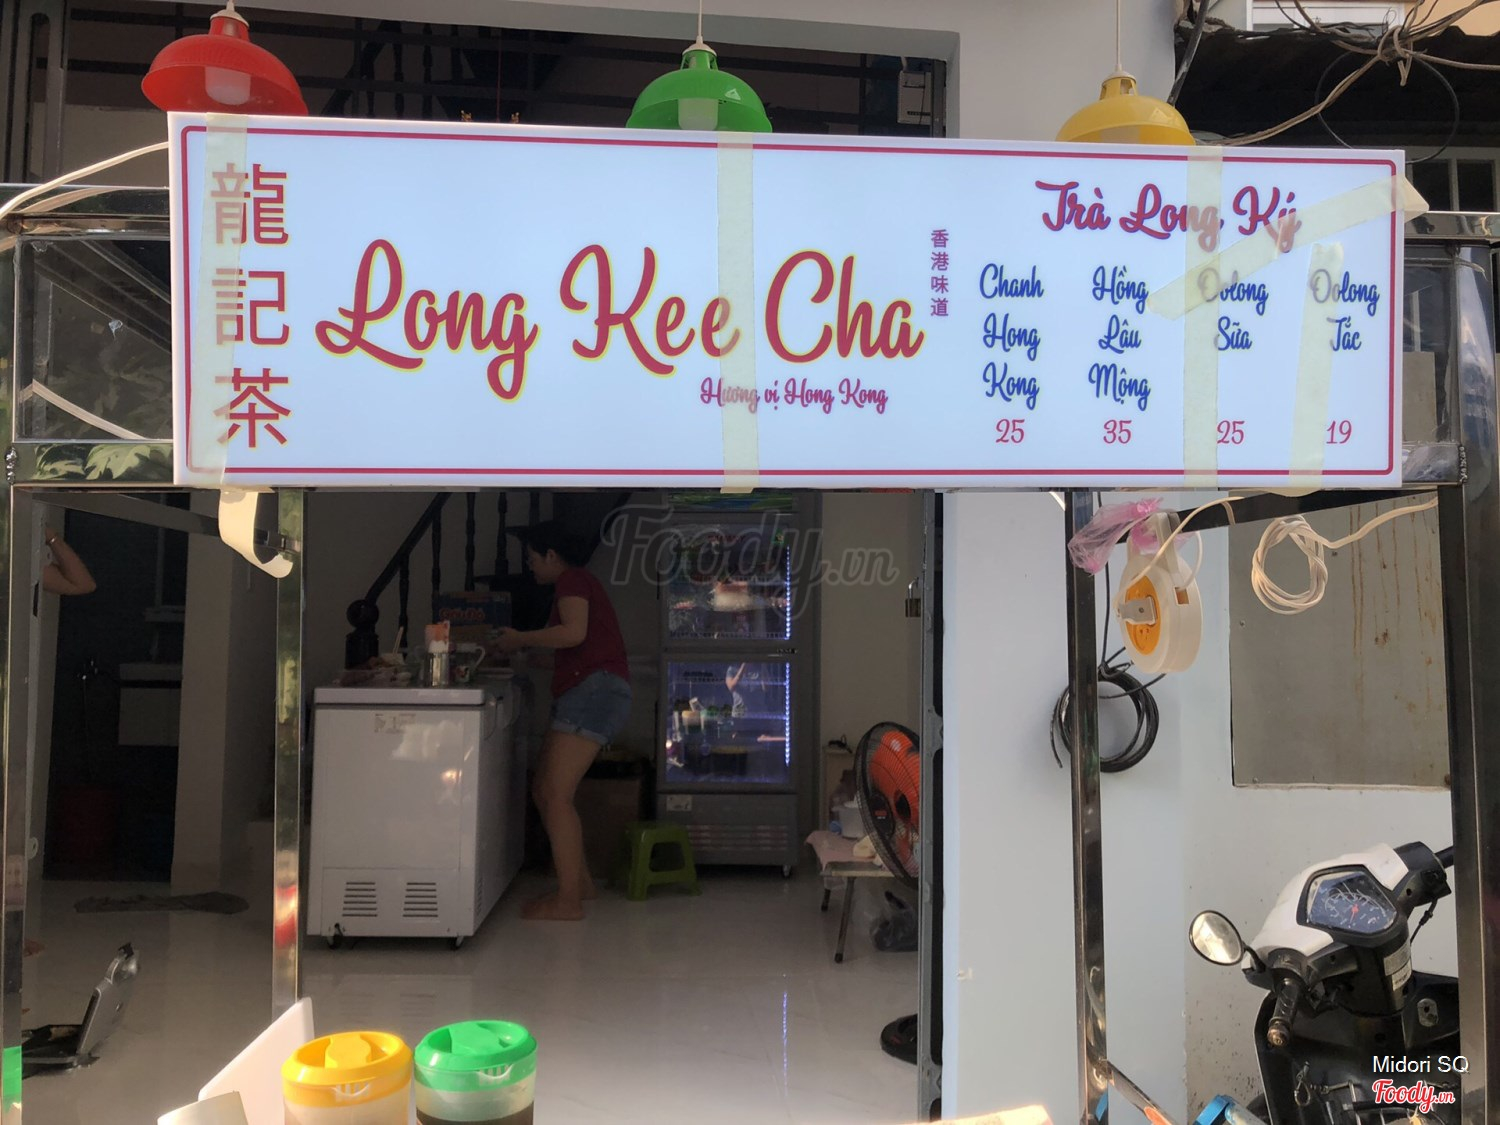 龍記茶
Long Kee Cha
Hương vị Hong Kong
香港味道
Trà Long Ký
Chanh
Hong
Kong
25
Hồng
Lâu
Mộng
35
Oolong
Sữa
25
Oolong
Tắc
19
Foody.vn
Midori SQ
Foody.vn